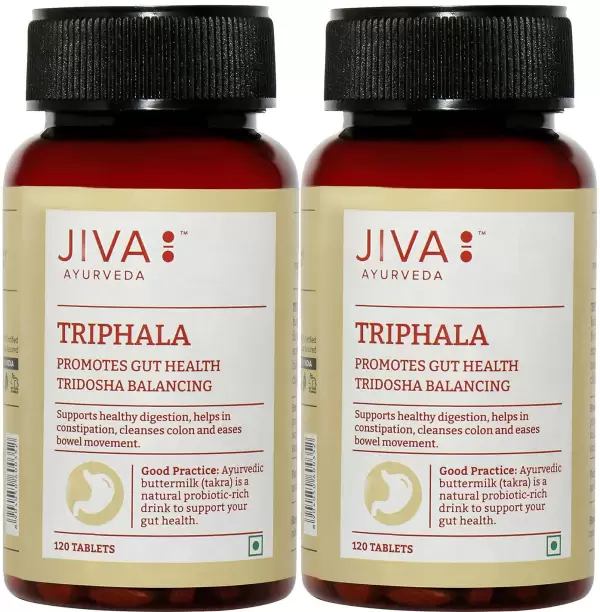 JIVA ™
AYURVEDA
TRIPHALA
PROMOTES GUT HEALTH
TRIDOSHA BALANCING
Supports healthy digestion, helps in
constipation, cleanses colon and eases
bowel movement.
Good Practice: Ayurvedic
buttermilk (takra) is a
natural probiotic-rich
drink to support your
gut health.
120 TABLETS
JIVA ™
AYURVEDA
TRIPHALA
PROMOTES GUT HEALTH
TRIDOSHA BALANCING
Supports healthy digestion, helps in
constipation, cleanses colon and eases
bowel movement.
Good Practice: Ayurvedic
buttermilk (takra) is a
natural probiotic-rich
drink to support your
gut health.
120 TABLETS